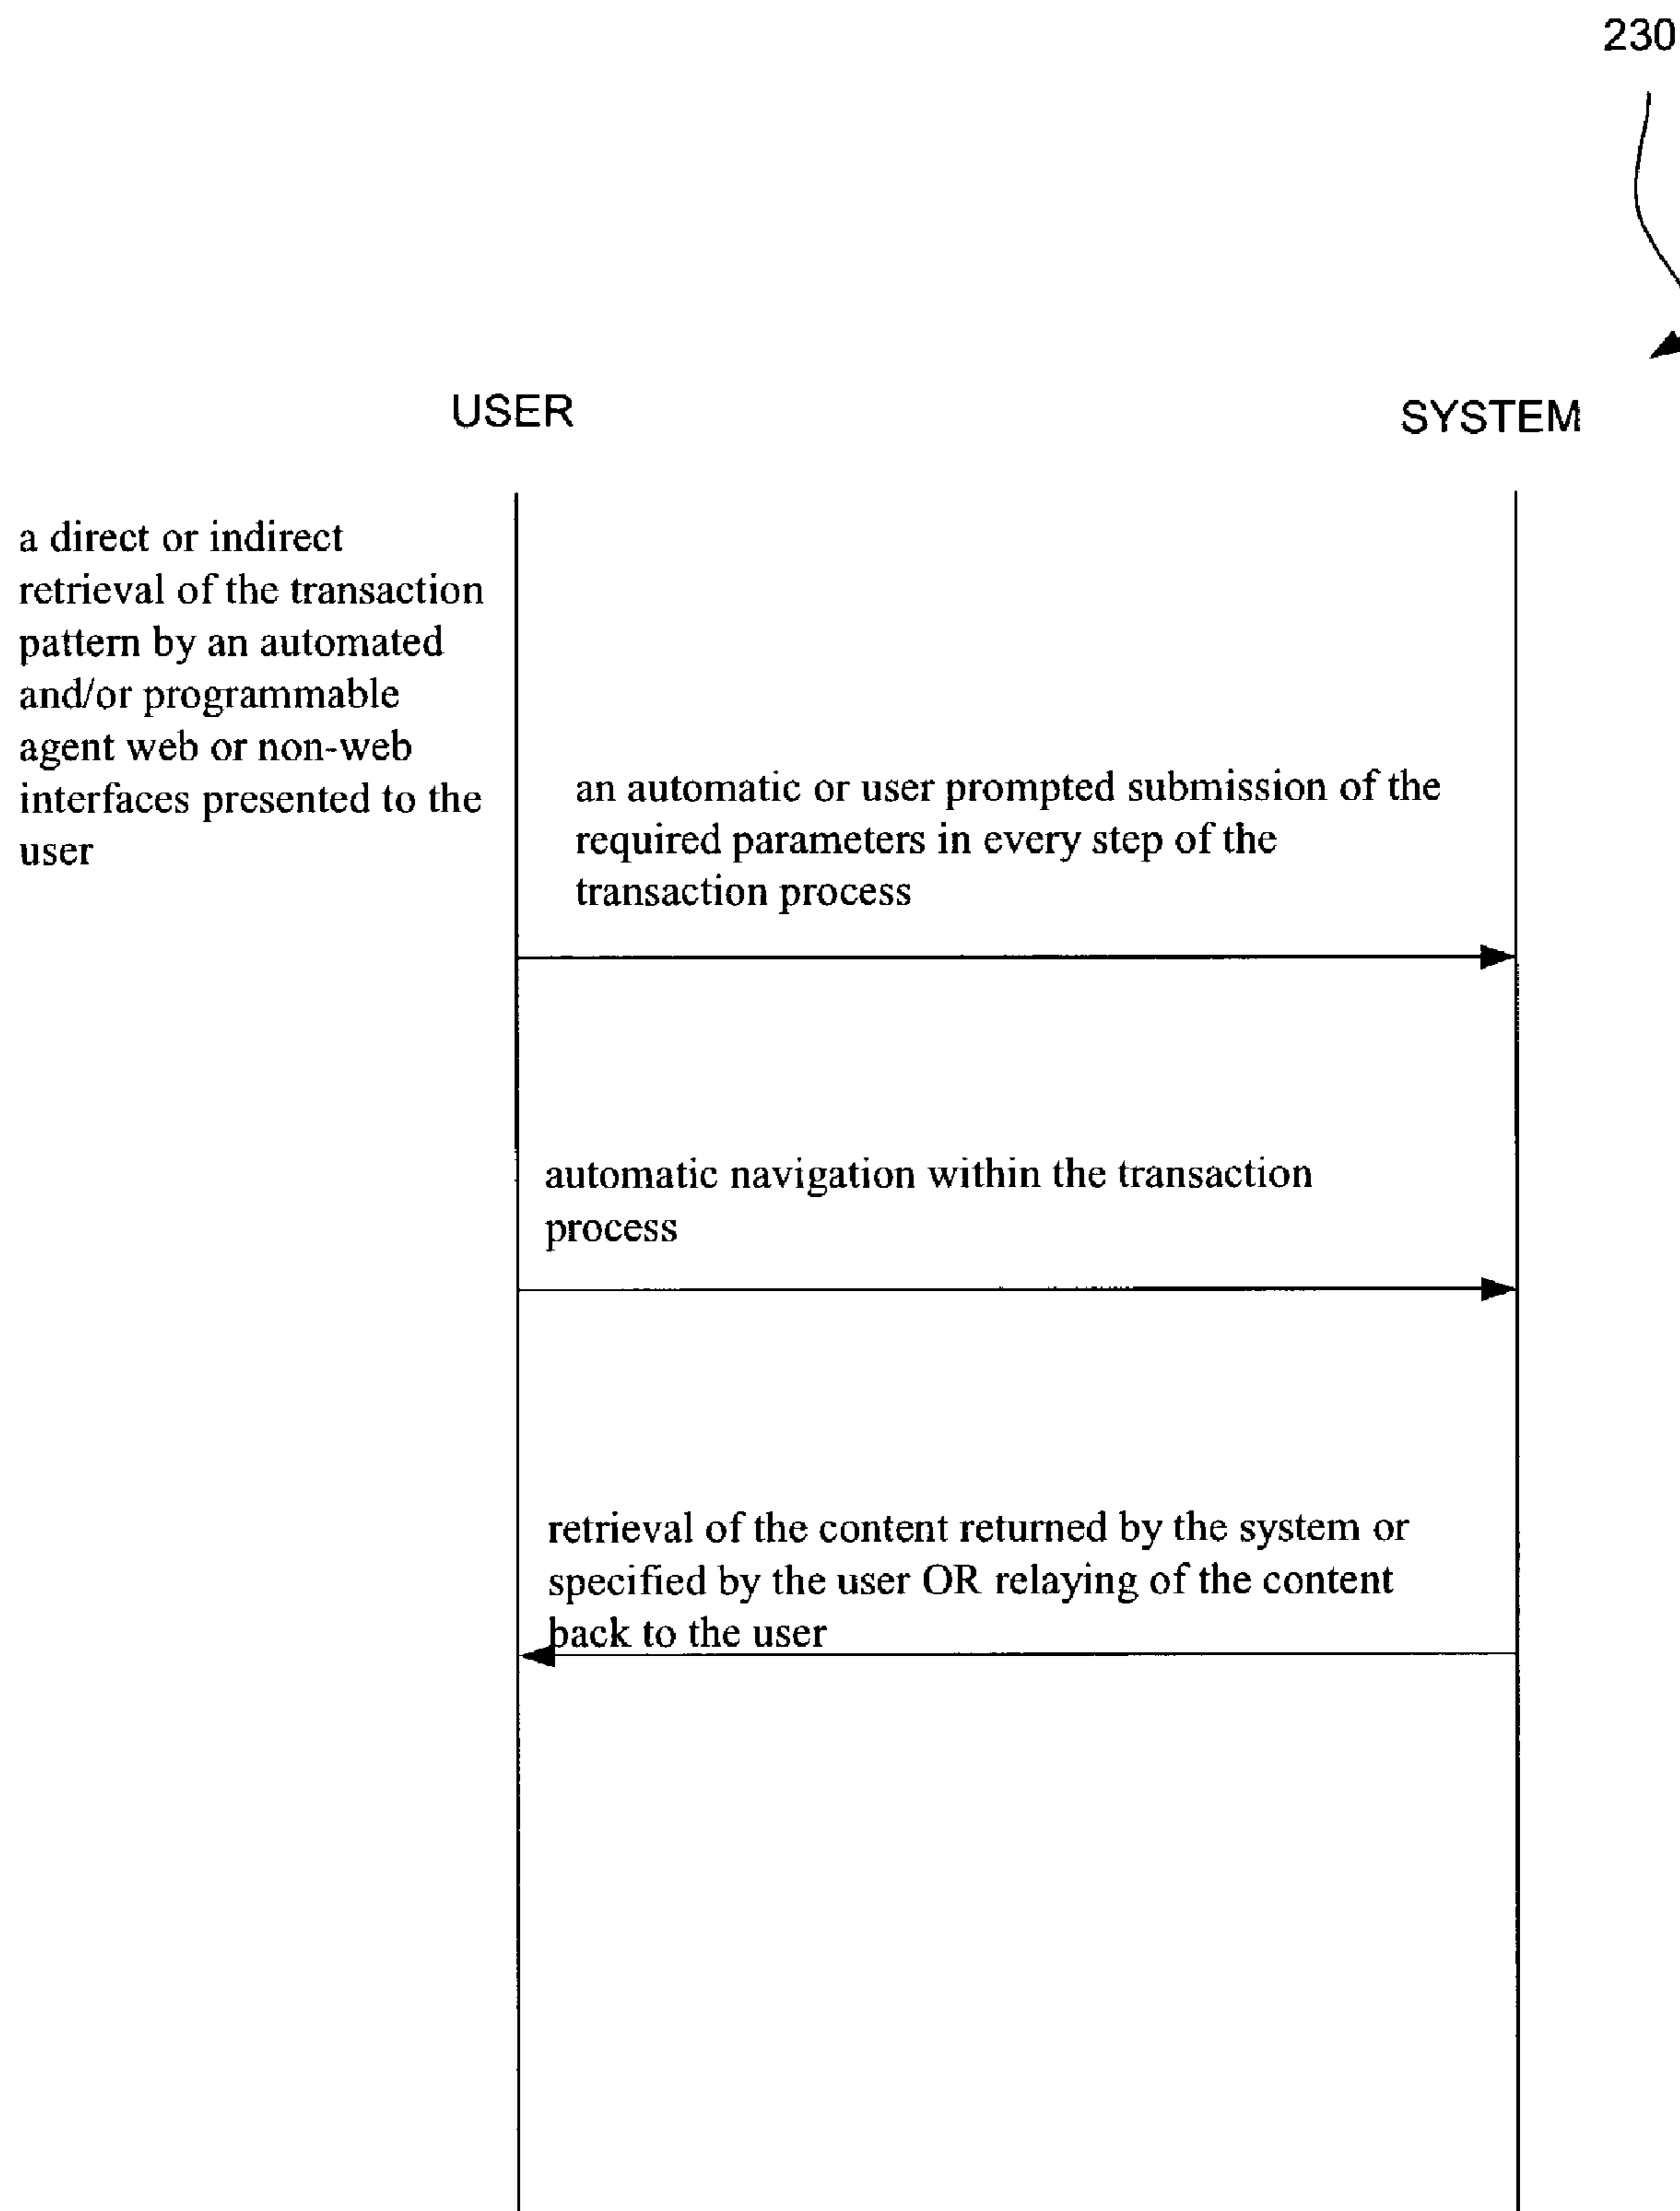 230
USER
SYSTEM
a direct or indirect
retrieval of the transaction
pattern by an automated
and/or programmable
agent web or non-web
interfaces presented to the
user
an automatic or user prompted submission of the
required parameters in every step of the
transaction process
automatic navigation within the transaction
process
retrieval of the content returned by the system or
specified by the user OR relaying of the content
back to the user